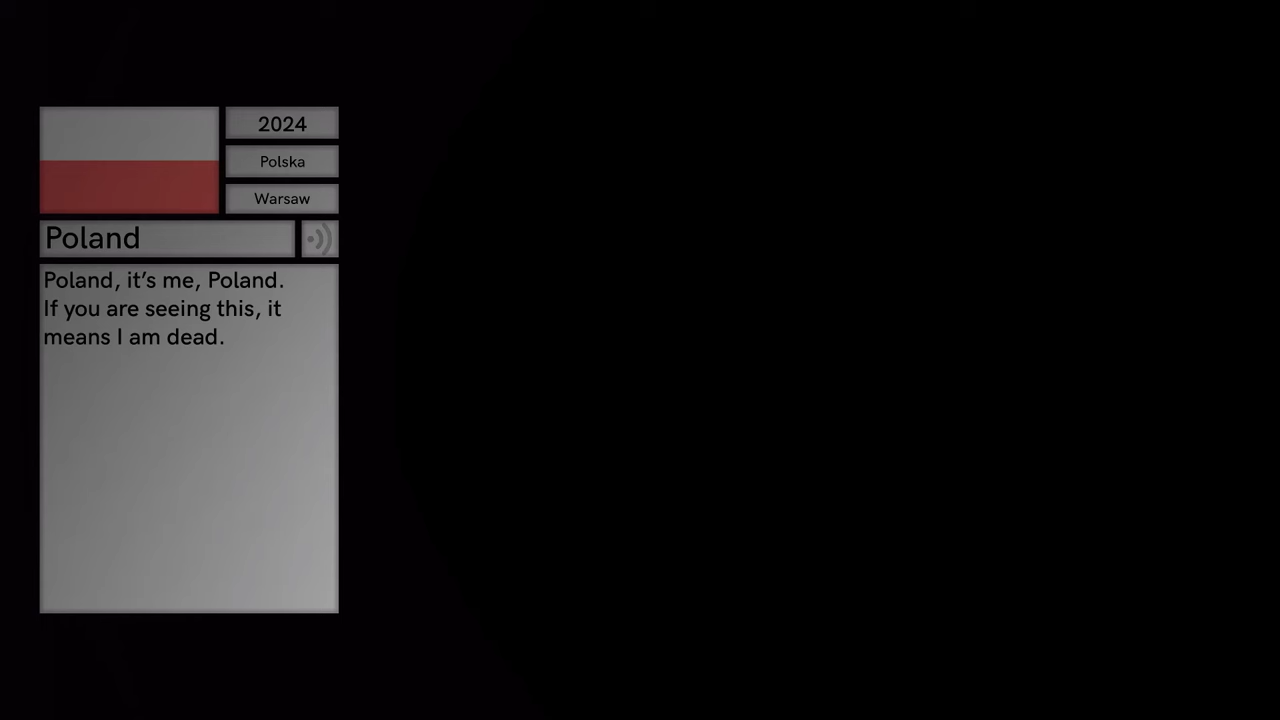 2024
Polska
Warsaw
Poland
Poland, it's me, Poland.
If you are seeing this, it
means I am dead.